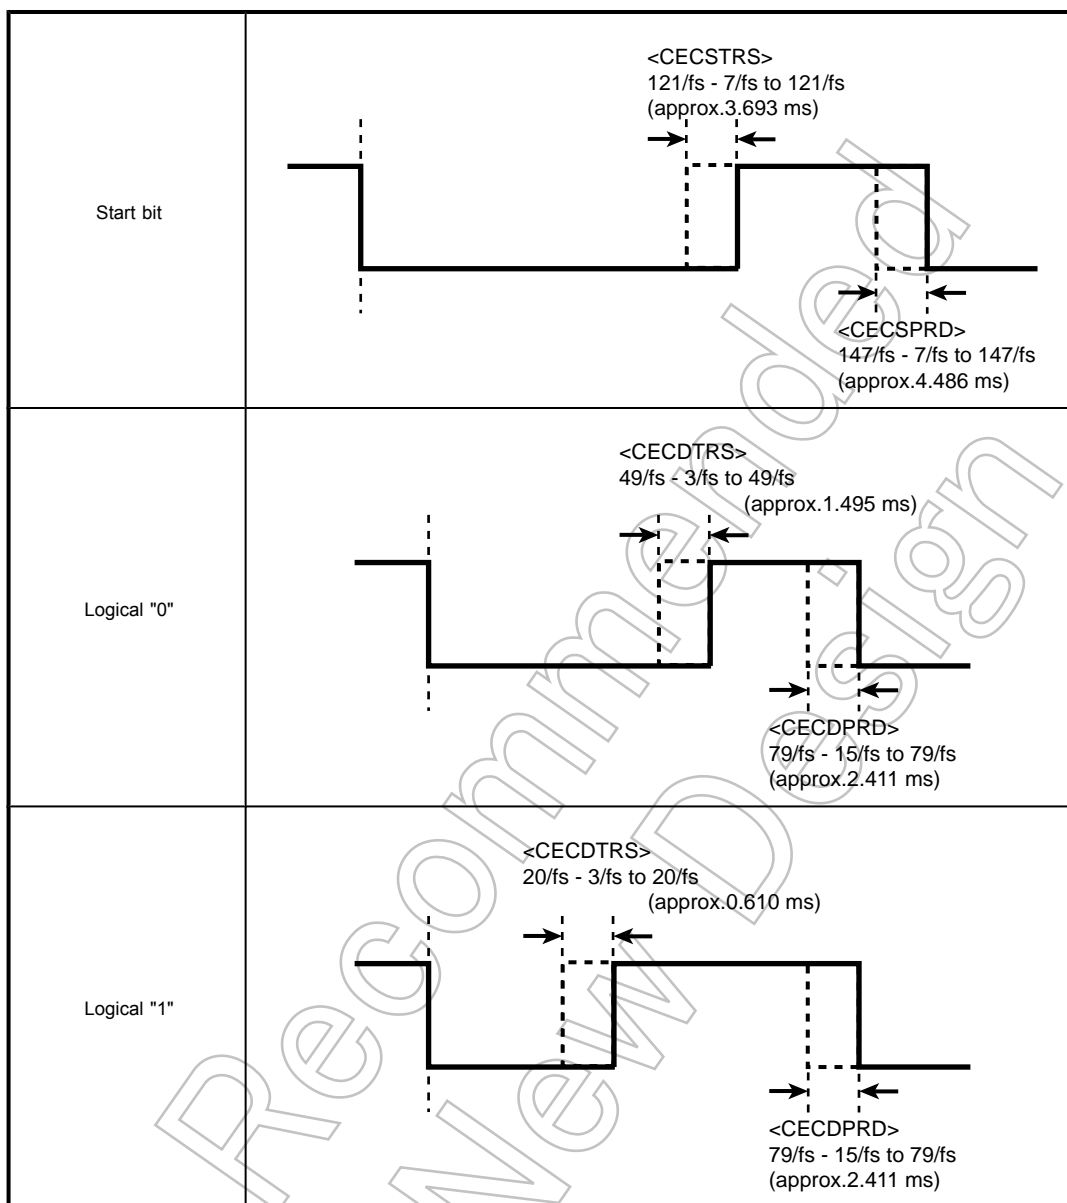 <CECSTRS>
121/fs - 7/fs to 121/fs
(approx.3.693 ms)
Start bit
<CECSPRD>
147/fs - 7/fs to 147/fs
(approx.4.486 ms)
<CECDTRS>
49/fs - 3/fs to 49/fs
(approx.1.495 ms)
Logical "0"
<CECDPRD>
79/fs - 15/fs to 79/fs
(approx.2.411 ms)
<CECDTRS>
20/fs - 3/fs to 20/fs
(approx.0.610 ms)
Logical "1"
<CECDPRD>
79/fs - 15/fs to 79/fs
(approx.2.411 ms)
Recommended
New Design